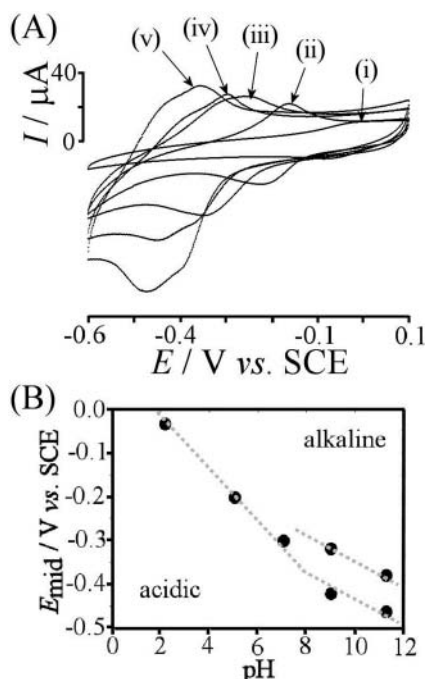 (A)
(v)
(iv)
(iii)
(ii)
(i)
I / μA
40
0
-0.6
-0.4
-0.1
0.1
E / V vs. SCE
(B)
E_mid / V vs. SCE
0.0
-0.1
-0.2
-0.3
-0.4
-0.5
alkaline
acidic
0
2
4
6
8
10
12
pH